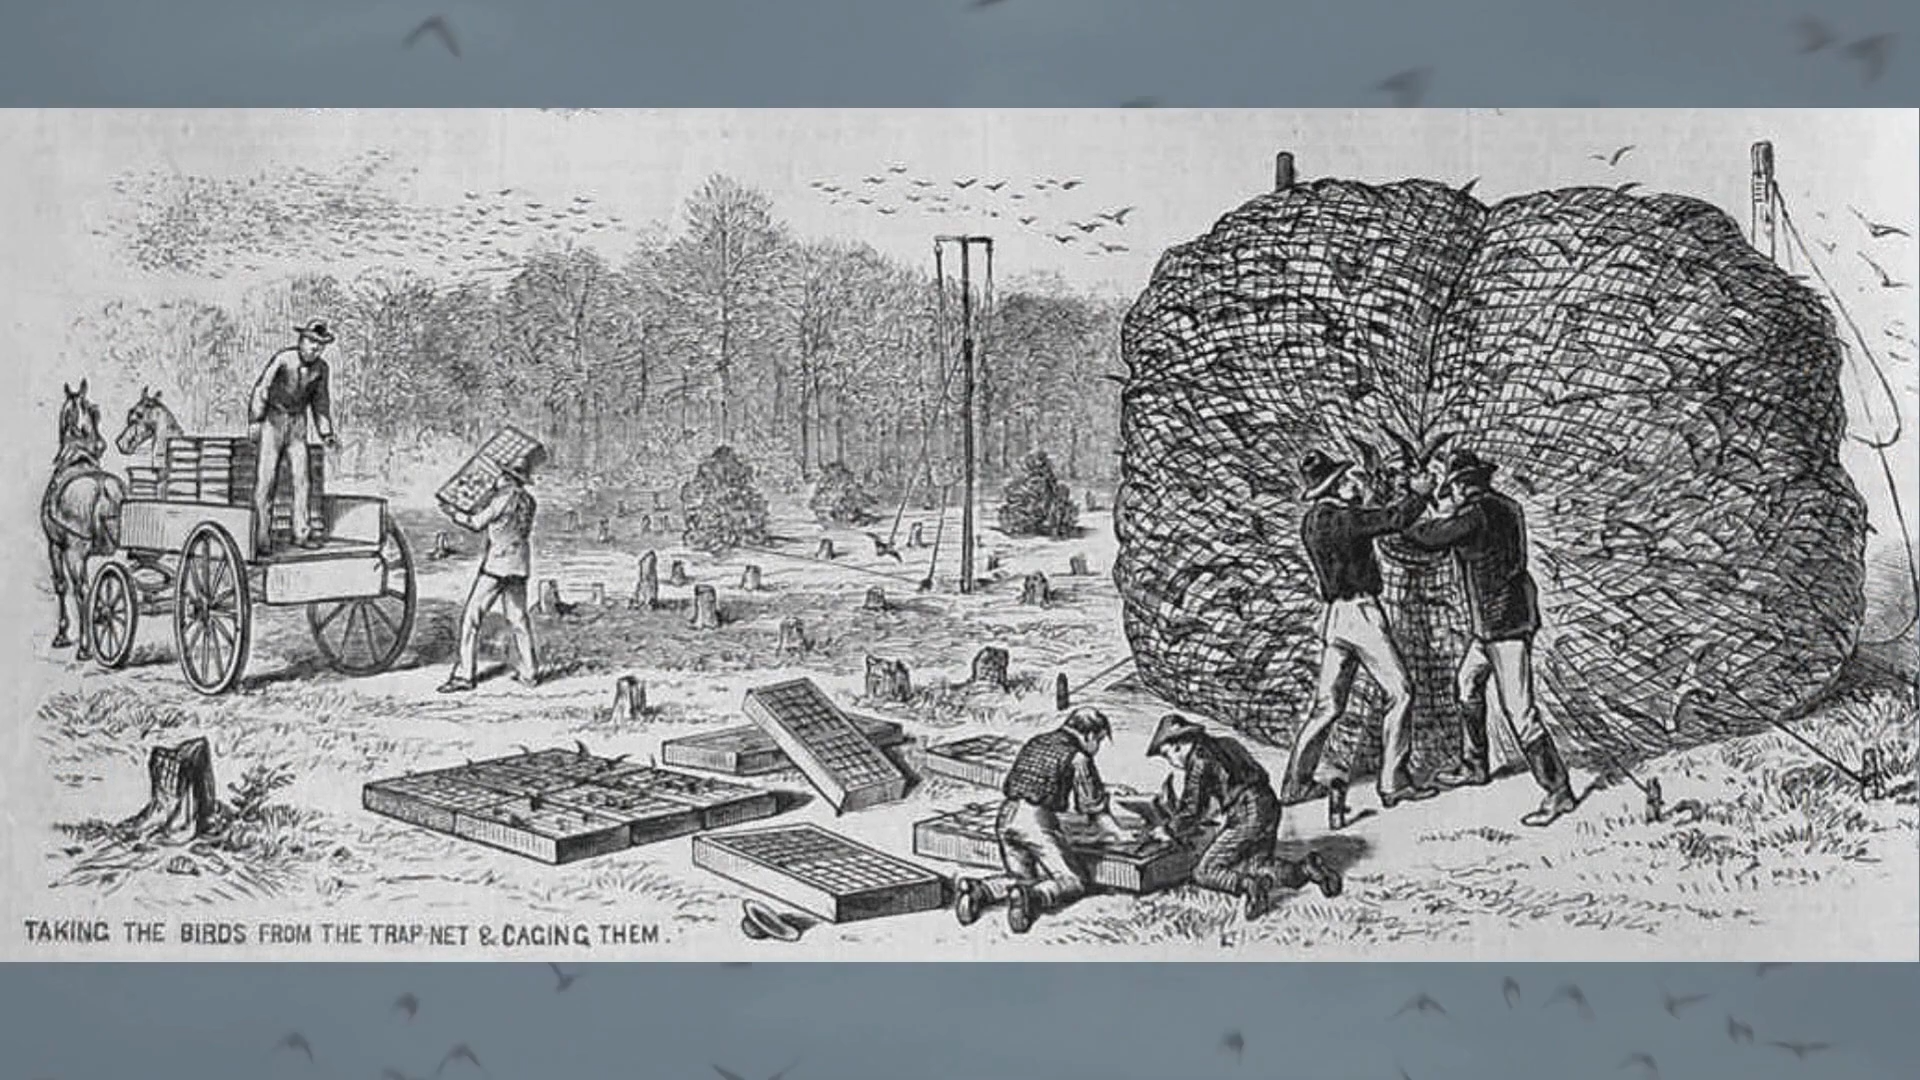 TAKING THE BIRDS FROM THE TRAP-NET & CAGING THEM.